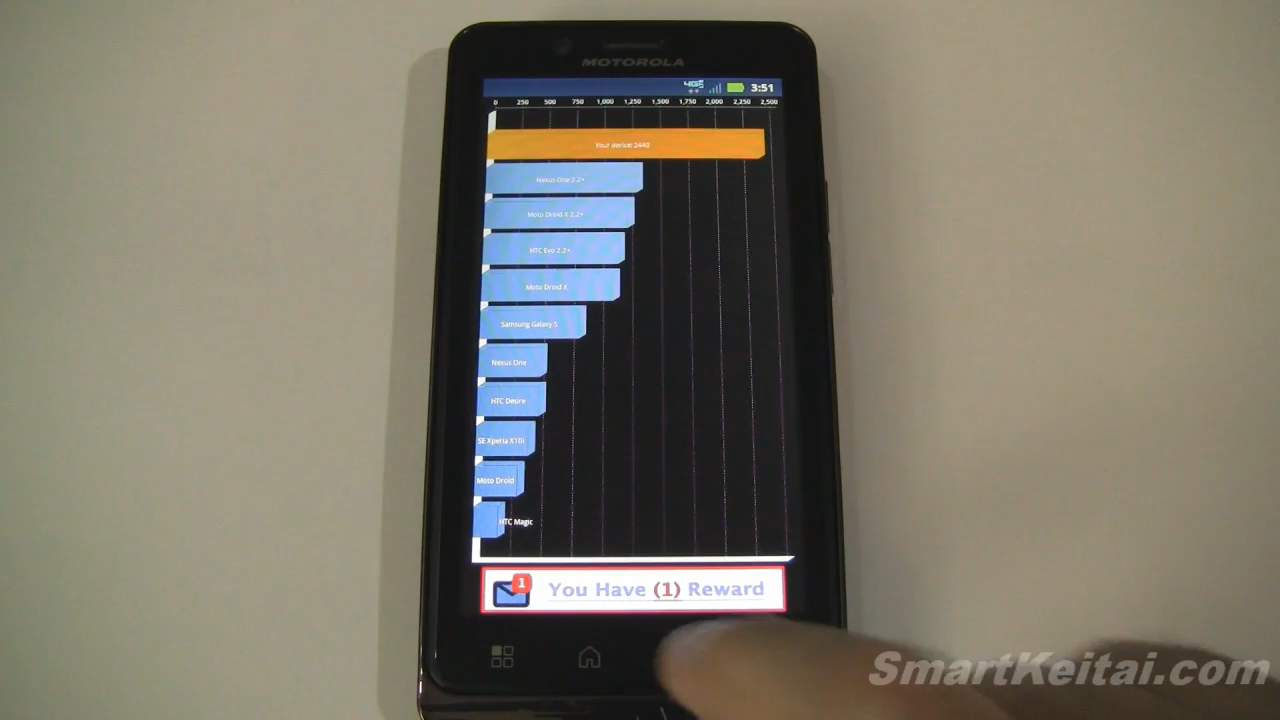 MOTOROLA
4G 3:51
0 250 500 750 1,000 1,250 1,500 1,750 2,000 2,250 2,500
Your device: 2440
Nexus One 2.2+
Moto Droid X 2.2+
HTC Evo 2.2+
Moto Droid X
Samsung Galaxy S
Nexus One
HTC Desire
SE Xperia X10i
Moto Droid
HTC Magic
1
You Have (1) Reward
SmartKeitai.com